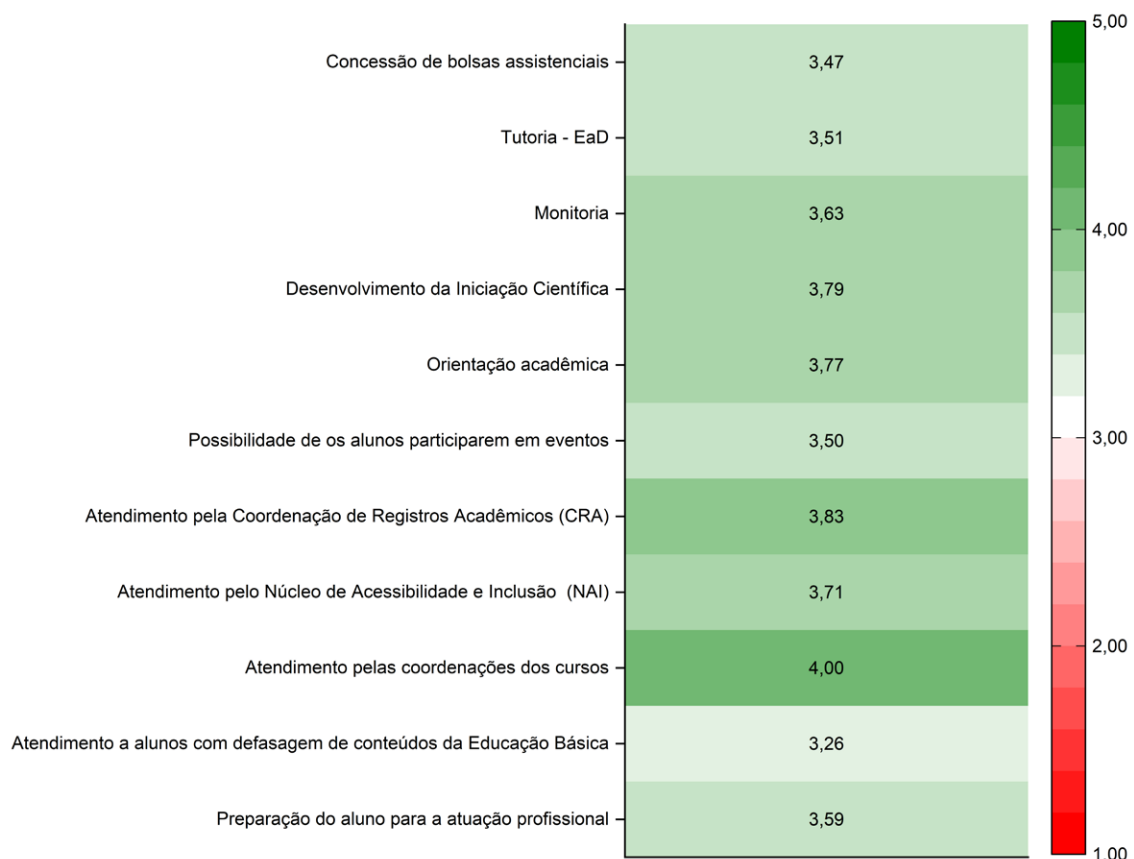 5,00
Concessão de bolsas assistenciais 3,47
Tutoria - EaD 3,51
Monitoria 3,63
4,00
Desenvolvimento da Iniciação Científica 3,79
Orientação acadêmica 3,77
Possibilidade de os alunos participarem em eventos 3,50
3,00
Atendimento pela Coordenação de Registros Acadêmicos (CRA) 3,83
Atendimento pelo Núcleo de Acessibilidade e Inclusão (NAI) 3,71
2,00
Atendimento pelas coordenações dos cursos 4,00
Atendimento a alunos com defasagem de conteúdos da Educação Básica 3,26
Preparação do aluno para a atuação profissional 3,59
1,00